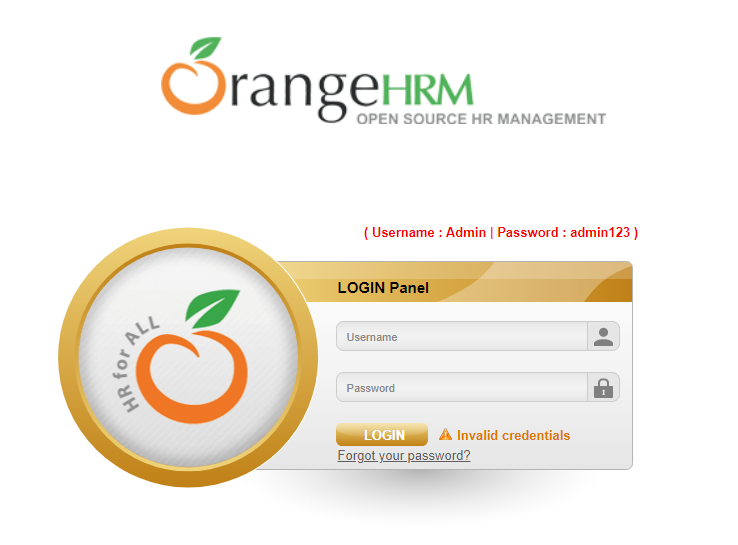 OrangeHRM
OPEN SOURCE HR MANAGEMENT
( Username : Admin | Password : admin123 )
LOGIN Panel
HR for ALL
Username
Password
LOGIN
Invalid credentials
Forgot your password?